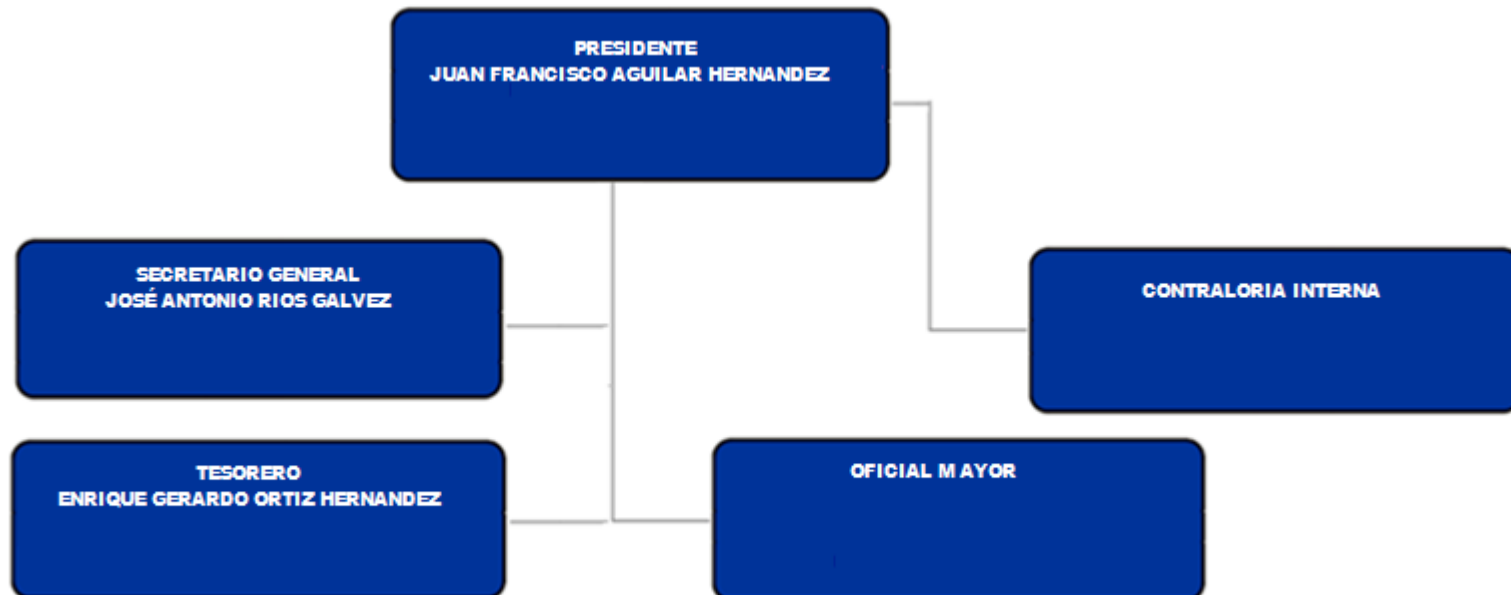 PRESIDENTE
JUAN FRANCISCO AGUILAR HERNANDEZ
SECRETARIO GENERAL
JOSÉ ANTONIO RIOS GALVEZ
CONTRALORIA INTERNA
TESORERO
ENRIQUE GERARDO ORTIZ HERNANDEZ
OFICIAL MAYOR